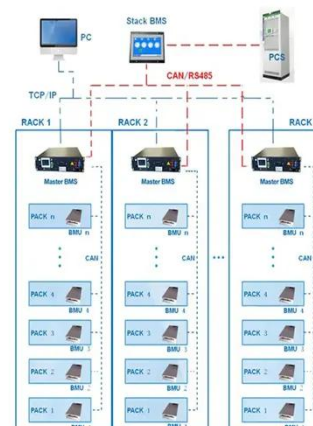 Stack BMS
PC
PCS
CAN/RS485
TCP/IP
RACK 1
RACK 2
RACK
Master BMS
Master BMS
Master BMS
PACK n
BMU n
PACK n
BMU n
PACK n
BMU n
CAN
CAN
CAN
PACK 4
BMU 4
PACK 4
BMU 4
PACK 4
BMU 4
PACK 3
BMU 3
PACK 3
BMU 3
PACK 3
BMU 3
PACK 2
BMU 2
PACK 2
BMU 2
PACK 2
BMU 2
PACK 1
PACK 1
PACK 1